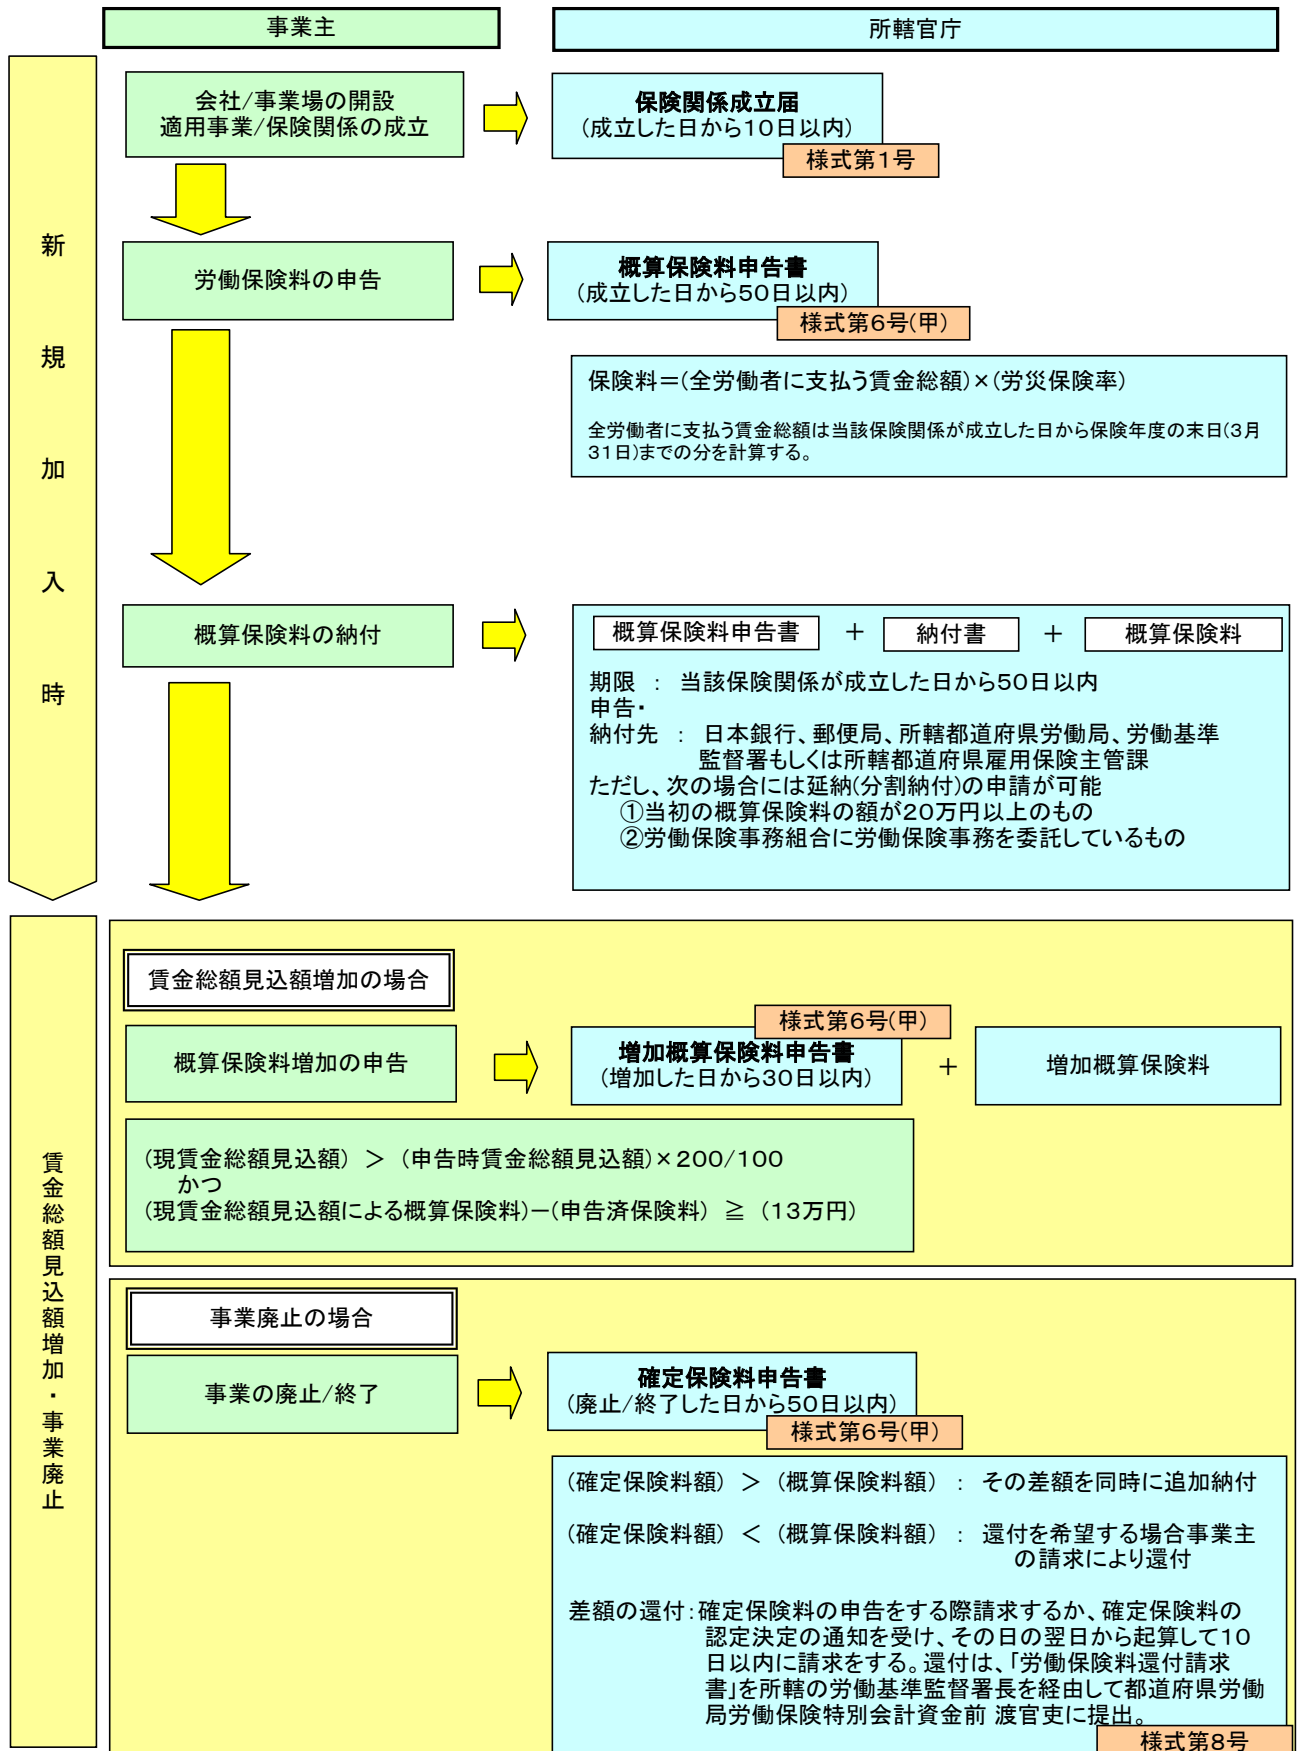 事業主
所轄官庁
新規加入時
会社/事業場の開設
適用事業/保険関係の成立
保険関係成立届
(成立した日から10日以内)
様式第1号
労働保険料の申告
概算保険料申告書
(成立した日から50日以内)
様式第6号(甲)
保険料＝(全労働者に支払う賃金総額)×(労災保険率)
全労働者に支払う賃金総額は当該保険関係が成立した日から保険年度の末日(3月
31日)までの分を計算する。
概算保険料の納付
概算保険料申告書 ＋ 納付書 ＋ 概算保険料
期限 ： 当該保険関係が成立した日から50日以内
申告・
納付先 ： 日本銀行、郵便局、所轄都道府県労働局、労働基準
監督署もしくは所轄都道府県雇用保険主管課
ただし、次の場合には延納(分割納付)の申請が可能
①当初の概算保険料の額が20万円以上のもの
②労働保険事務組合に労働保険事務を委託しているもの
賃金総額見込額増加・事業廃止
賃金総額見込額増加の場合
概算保険料増加の申告
様式第6号(甲)
増加概算保険料申告書
(増加した日から30日以内)
＋
増加概算保険料
(現賃金総額見込額) ＞ (申告時賃金総額見込額)×200/100
かつ
(現賃金総額見込額による概算保険料)－(申告済保険料) ≧ (13万円)
事業廃止の場合
事業の廃止/終了
確定保険料申告書
(廃止/終了した日から50日以内)
様式第6号(甲)
(確定保険料額) ＞ (概算保険料額) ： その差額を同時に追加納付
(確定保険料額) ＜ (概算保険料額) ： 還付を希望する場合事業主
の請求により還付
差額の還付：確定保険料の申告をする際請求するか、確定保険料の
認定決定の通知を受け、その日の翌日から起算して10
日以内に請求をする。還付は、「労働保険料還付請求
書」を所轄の労働基準監督署長を経由して都道府県労働
局労働保険特別会計資金前 渡官吏に提出。
様式第8号